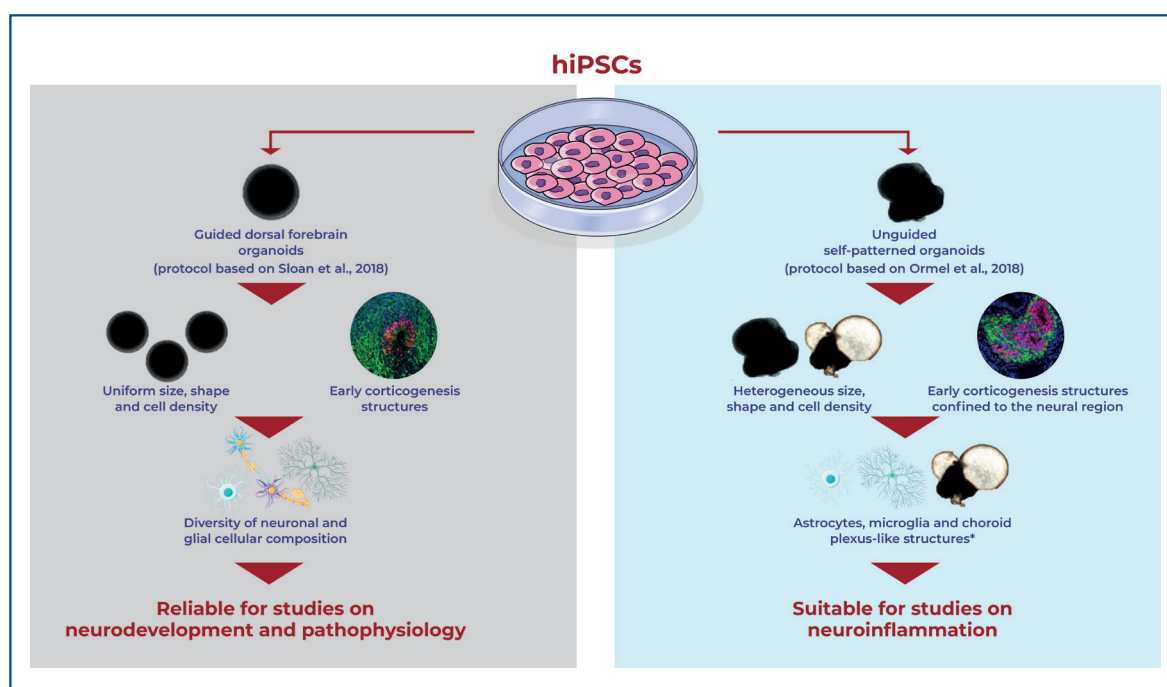 hiPSCs
Guided dorsal forebrain
organoids
(protocol based on Sloan et al., 2018)
Uniform size, shape
and cell density
Early corticogenesis
structures
Diversity of neuronal and
glial cellular composition
Reliable for studies on
neurodevelopment and pathophysiology
Unguided
self-patterned organoids
(protocol based on Ormel et al., 2018)
Heterogeneous size,
shape and cell density
Early corticogenesis structures
confined to the neural region
Astrocytes, microglia and choroid
plexus-like structures*
Suitable for studies on
neuroinflammation